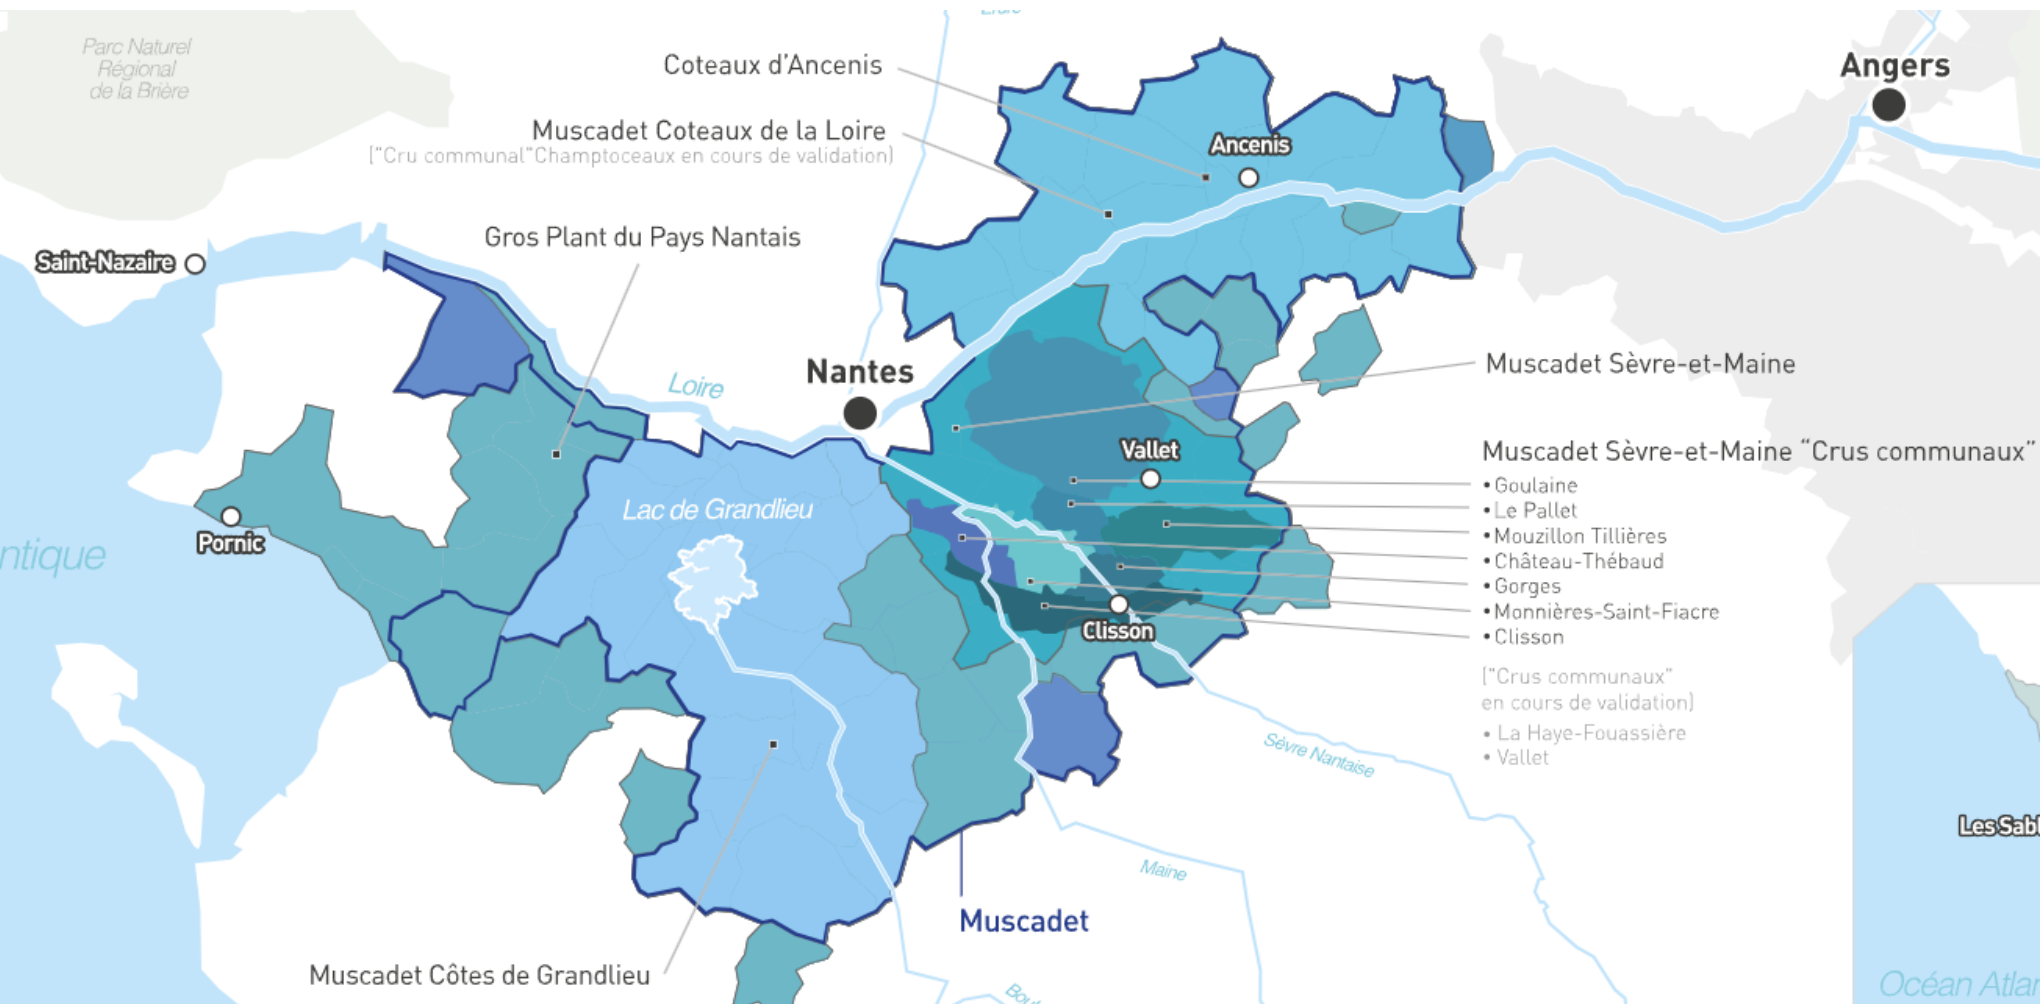 Parc Naturel
Régional
de la Brière
Coteaux d'Ancenis
Angers
Muscadet Coteaux de la Loire
["Cru communal"Champtoceaux en cours de validation)
Ancenis
Gros Plant du Pays Nantais
Saint-Nazaire
Nantes
Loire
Muscadet Sèvre-et-Maine
Vallet
Muscadet Sèvre-et-Maine “Crus communaux”
• Goulaine
• Le Pallet
• Mouzillon Tillières
• Château-Thébaud
• Gorges
• Monnières-Saint-Fiacre
• Clisson
["Crus communaux"
en cours de validation)
• La Haye-Fouassière
• Vallet
Lac de Grandlieu
Pornic
ntique
Clisson
Sèvre Nantaise
Les Sabl
Maine
Muscadet
Muscadet Côtes de Grandlieu
Océan Atlan